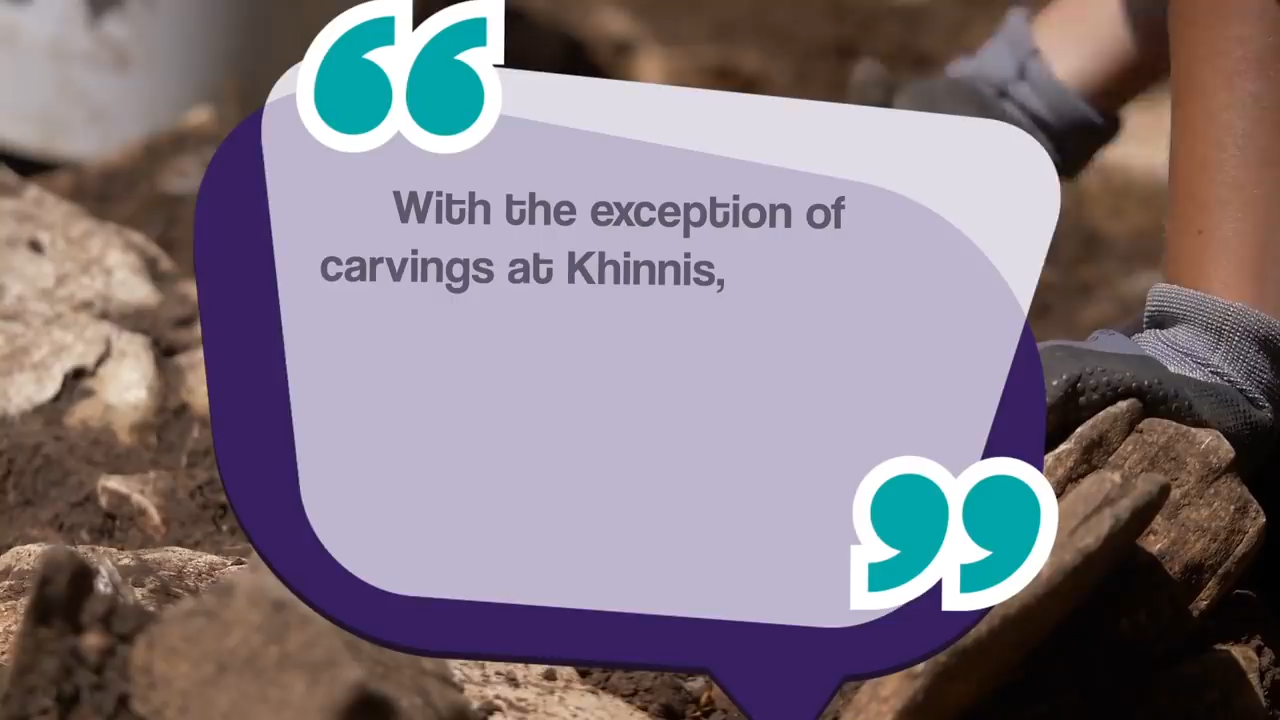 With the exception of
carvings at Khinnis,